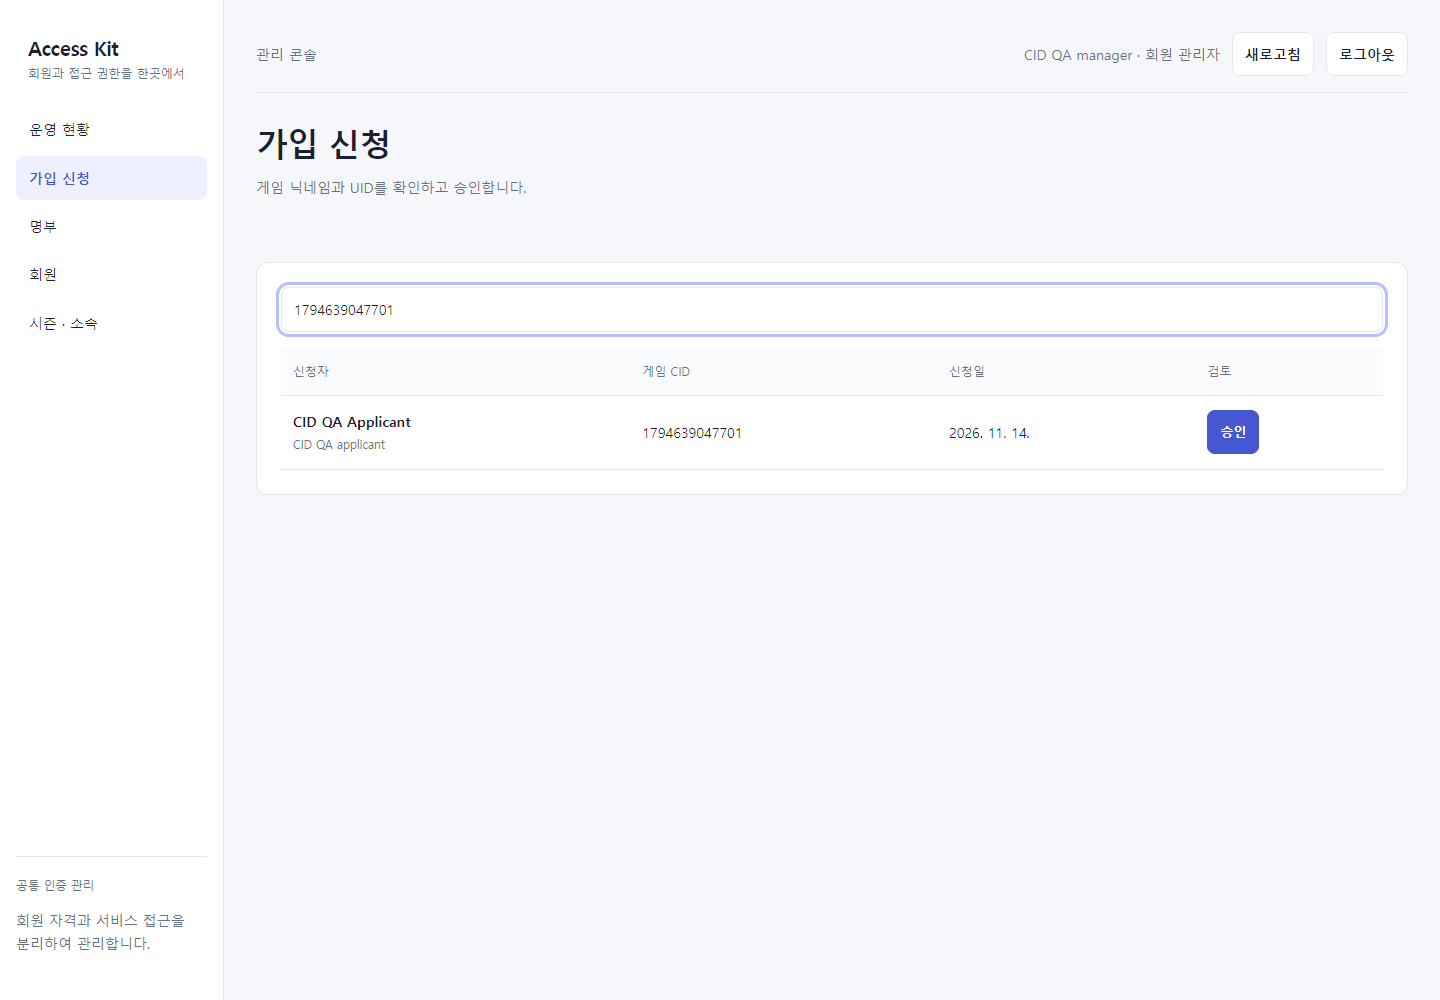 Access Kit
회원과 접근 권한을 한곳에서
운영 현황
가입 신청
명부
회원
시즌 · 소속
공통 인증 관리
회원 자격과 서비스 접근을
분리하여 관리합니다.
관리 콘솔
CID QA manager · 회원 관리자
새로고침
로그아웃
가입 신청
게임 닉네임과 UID를 확인하고 승인합니다.
1794639047701
신청자 게임 CID 신청일 검토
CID QA Applicant
CID QA applicant
1794639047701
2026. 11. 14.
승인